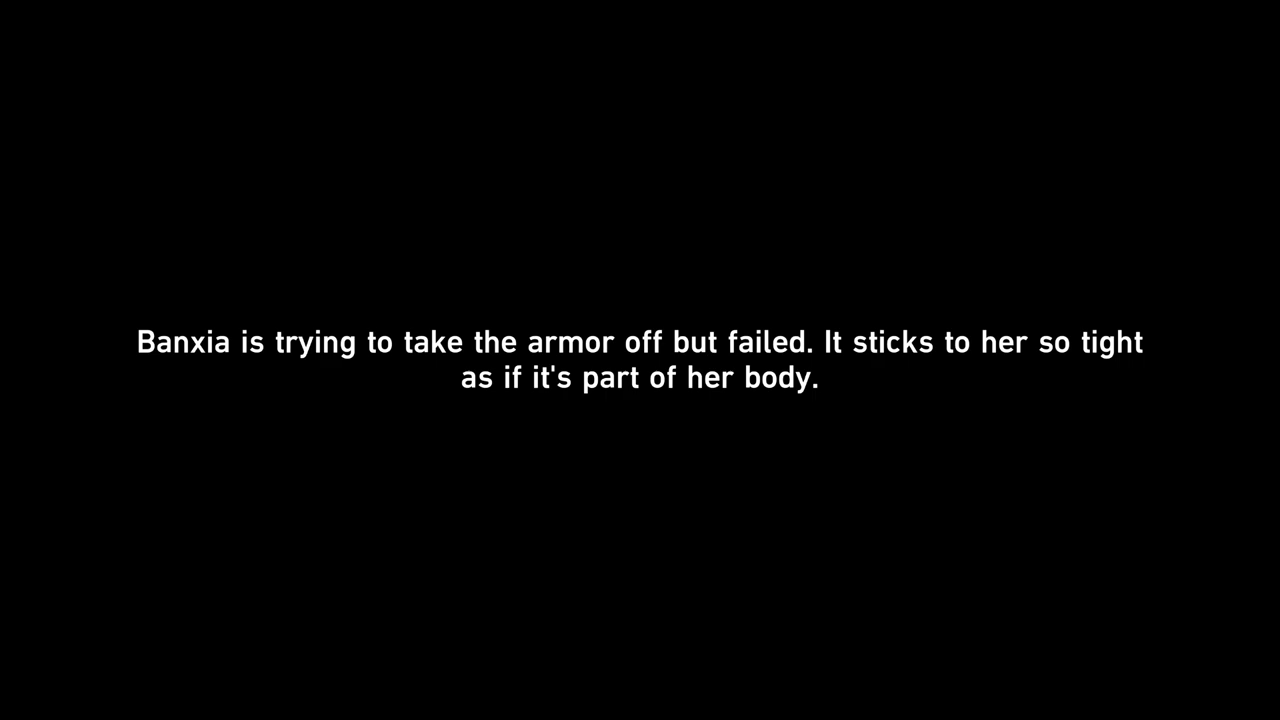 Banxia is trying to take the armor off but failed. It sticks to her so tight
as if it's part of her body.